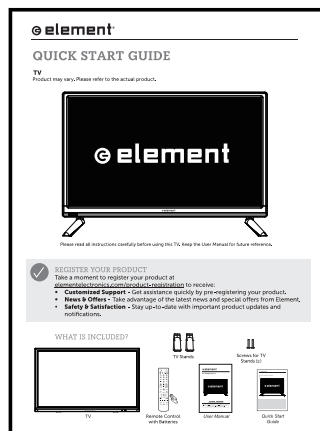 element
QUICK START GUIDE
TV
Product may vary. Please refer to the actual product.
element
Please read all instructions carefully before using this TV. Keep the User Manual for future reference.
REGISTER YOUR PRODUCT
Take a moment to register your product at
elementelectronics.com/product-registration to receive:
• Customized Support - Get assistance quickly by pre-registering your product.
• News & Offers - Take advantage of the latest news and special offers from Element.
• Safety & Satisfaction - Stay up-to-date with important product updates and
notifications.
WHAT IS INCLUDED?
TV Stands
Screws for TV
Stands (2)
TV
Remote Control
with Batteries
element
User Manual
element
Quick Start
Guide